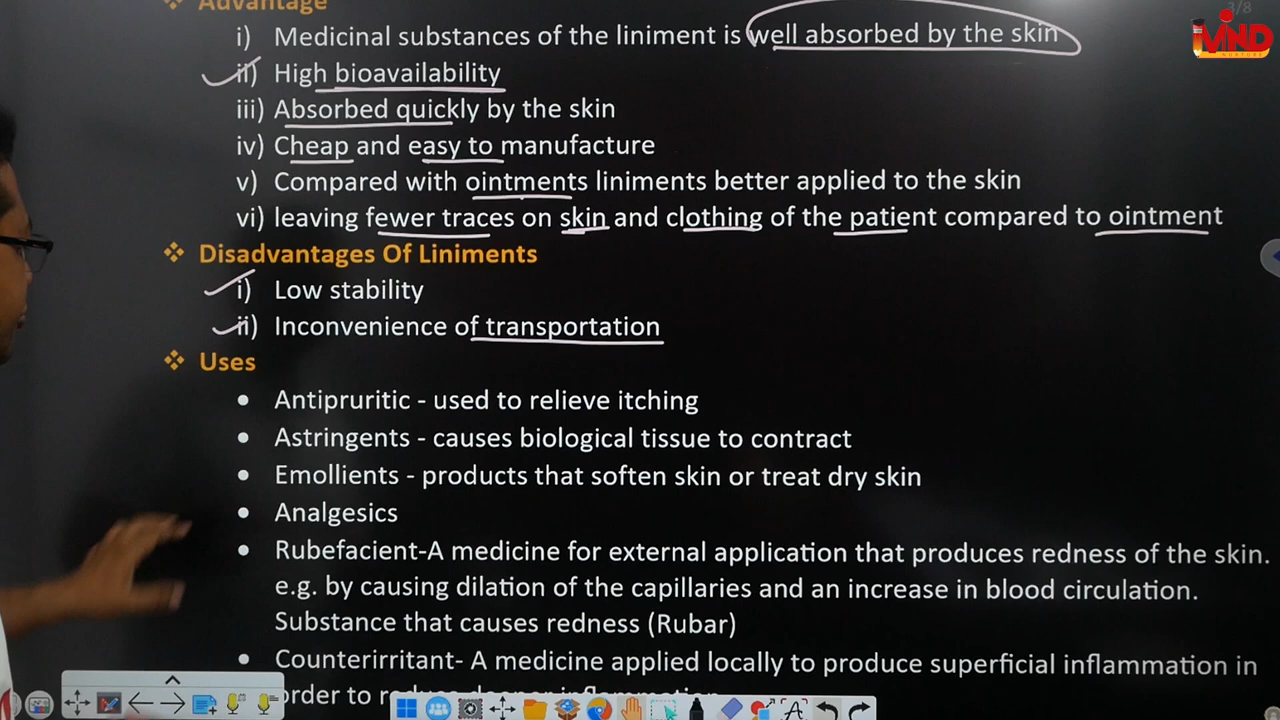 Advantage
3/8
i) Medicinal substances of the liniment is well absorbed by the skin
ii) High bioavailability
iii) Absorbed quickly by the skin
iv) Cheap and easy to manufacture
v) Compared with ointments liniments better applied to the skin
vi) leaving fewer traces on skin and clothing of the patient compared to ointment
Disadvantages Of Liniments
i) Low stability
ii) Inconvenience of transportation
Uses
Antipruritic - used to relieve itching
Astringents - causes biological tissue to contract
Emollients - products that soften skin or treat dry skin
Analgesics
Rubefacient-A medicine for external application that produces redness of the skin.
e.g. by causing dilation of the capillaries and an increase in blood circulation.
Substance that causes redness (Rubar)
Counterirritant- A medicine applied locally to produce superficial inflammation in
order to
MIND